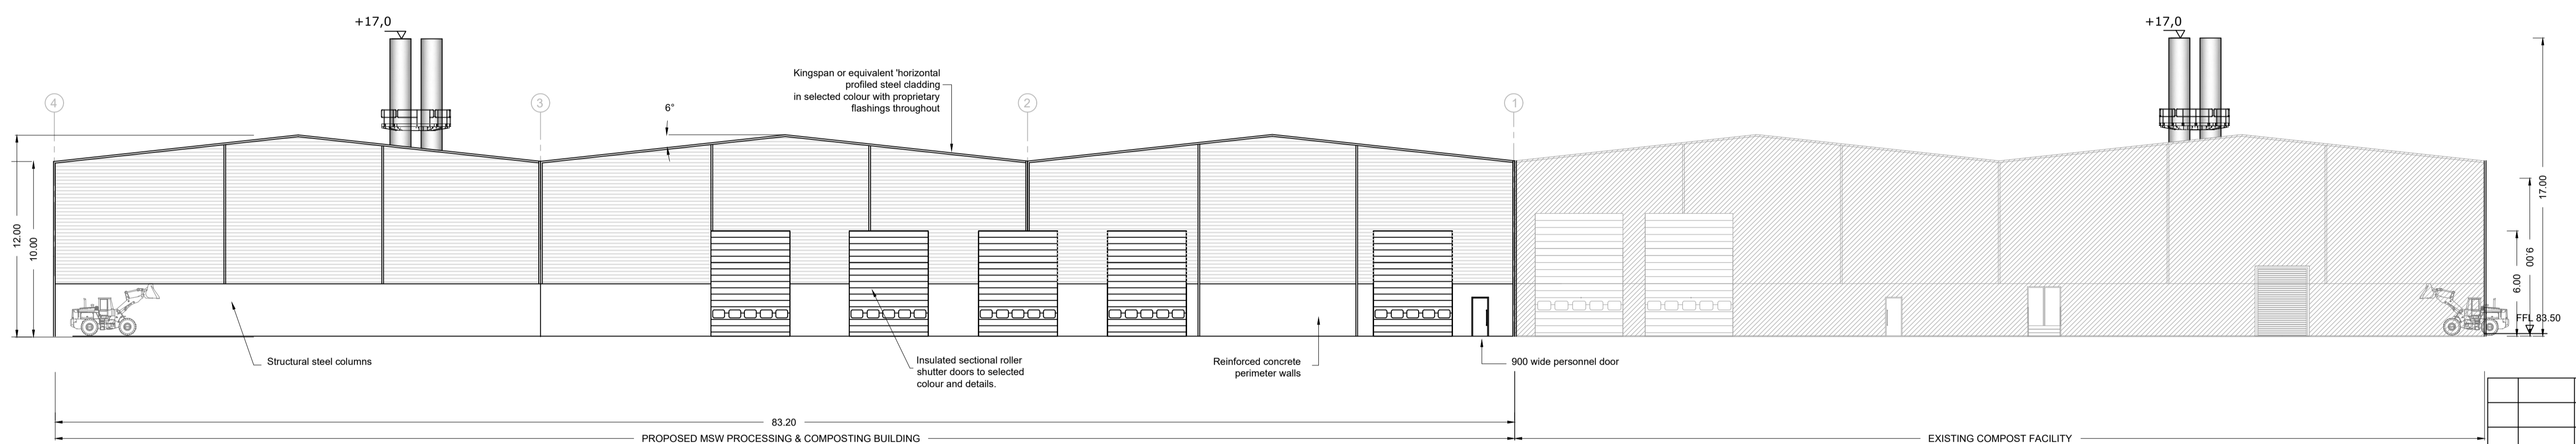 +17,0
+17,0
Kingspan or equivalent 'horizontal
profiled steel cladding
in selected colour with proprietary
flashings throughout
6°
4
3
2
1
12.00
10.00
17.00
9.00
6.00
FFL 83.50
Structural steel columns
Insulated sectional roller
shutter doors to selected
colour and details.
Reinforced concrete
perimeter walls
900 wide personnel door
83.20
PROPOSED MSW PROCESSING & COMPOSTING BUILDING
EXISTING COMPOST FACILITY